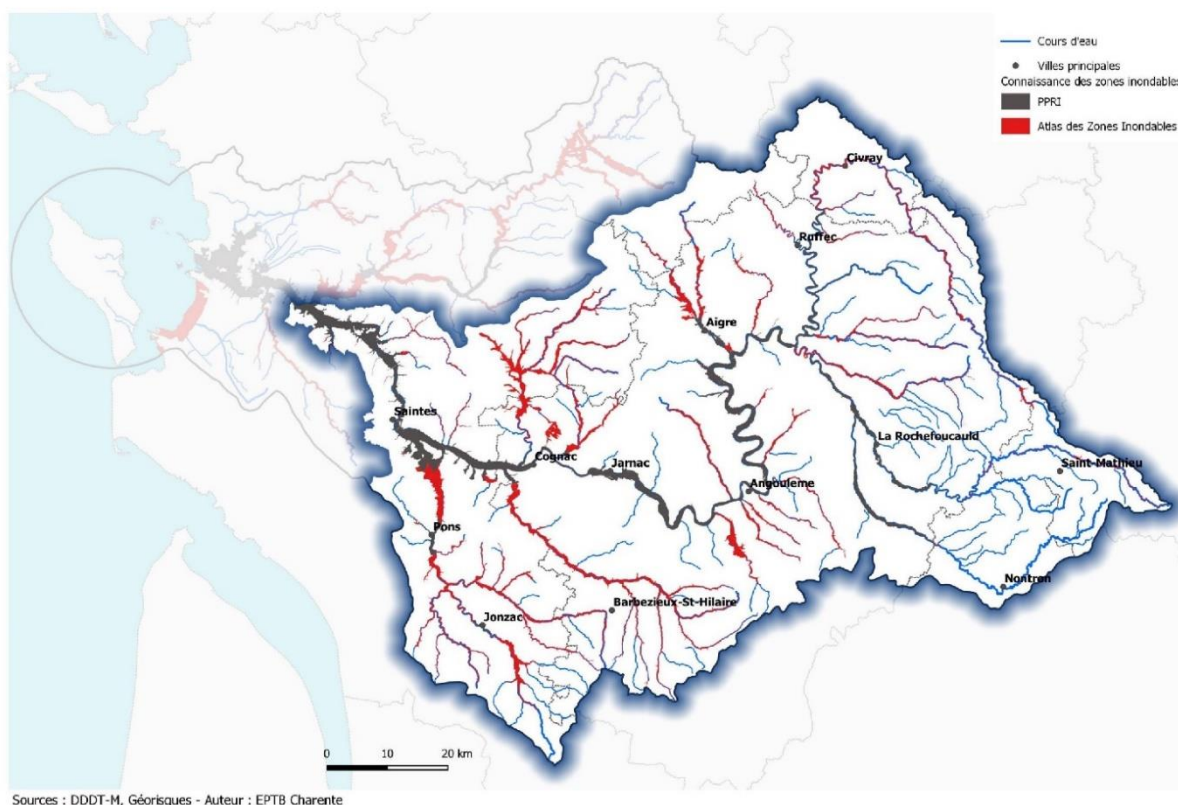 Cours d'eau
Villes principales
Connaissance des zones inondables
PPRI
Atlas des Zones Inondables
Civray
Ruffec
Aigre
Saintes
La Rochefoucauld
Cognac
Jarnac
Saint-Mathieu
Angouleme
Pons
Nontron
Barbezieux-St-Hilaire
Jonzac
0 10 20 km
Sources : DDDT-M, Géorisques - Auteur : EPTB Charente